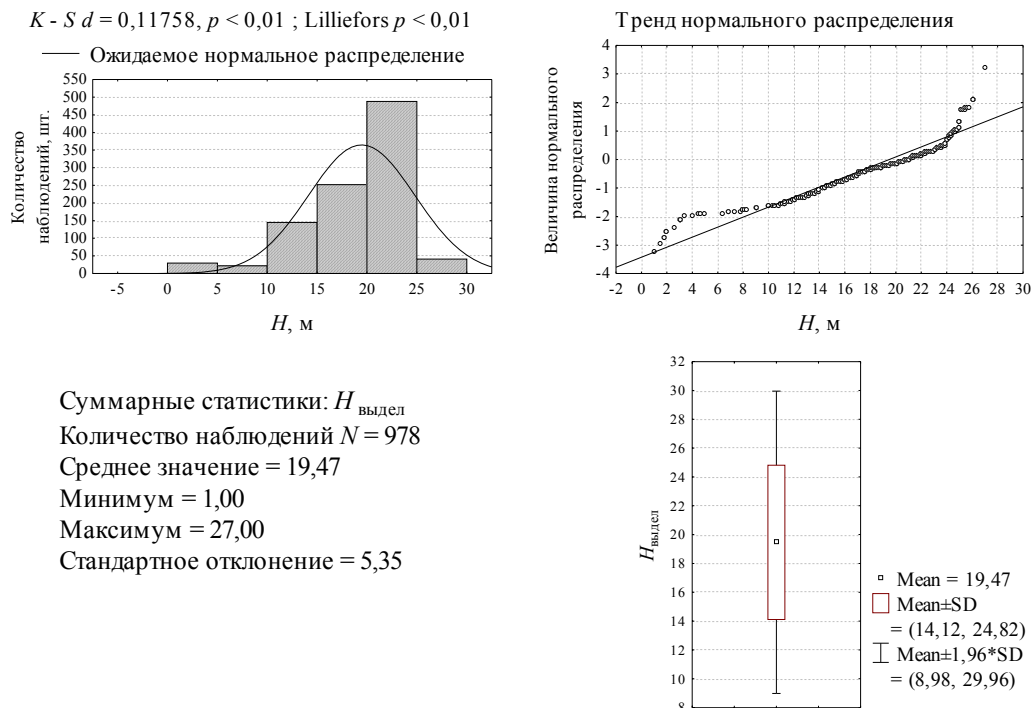 K - S d = 0,11758, p < 0,01 ; Lilliefors p < 0,01
Ожидаемое нормальное распределение
Количество
наблюдений, шт.
550
500
450
400
350
300
250
200
150
100
50
0
-5 0 5 10 15 20 25 30
H, м
Тренд нормального распределения
Величина нормального
распределения
4
3
2
1
0
-1
-2
-3
-4
-2 0 2 4 6 8 10 12 14 16 18 20 22 24 26 28 30
H, м
Суммарные статистики: H выдел
Количество наблюдений N = 978
Среднее значение = 19,47
Минимум = 1,00
Максимум = 27,00
Стандартное отклонение = 5,35
H выдел
32
30
28
26
24
22
20
18
16
14
12
10
8
Mean = 19,47
Mean±SD
= (14,12, 24,82)
Mean±1,96*SD
= (8,98, 29,96)